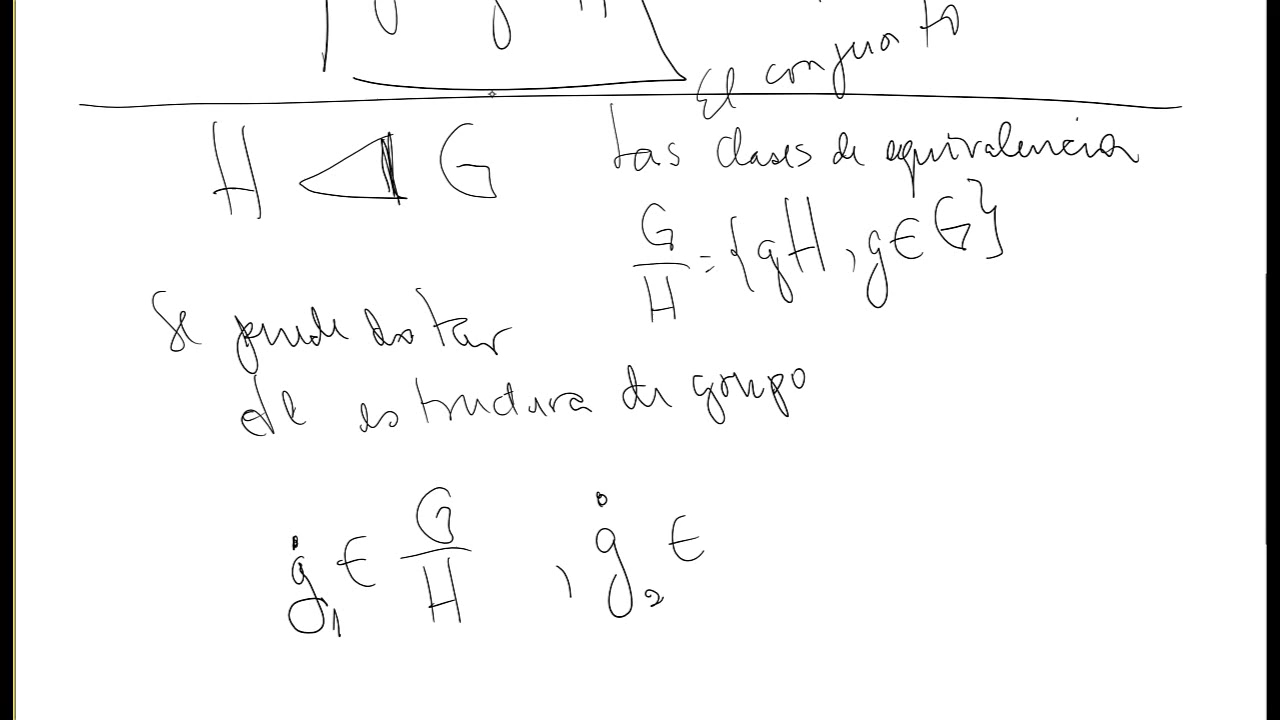 El conjunto
H ◁ G
Las clases de equivalencia
G/H = {gH, g ∈ G}
Se puede dotar
de estructura de grupo
ġ₁ ∈ G/H , ġ₂ ∈